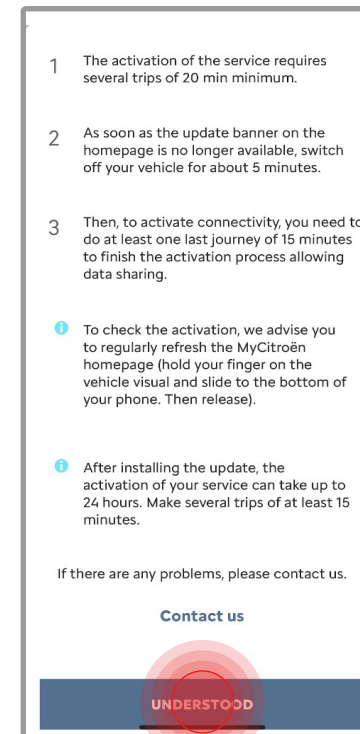 1 The activation of the service requires
several trips of 20 min minimum.
2 As soon as the update banner on the
homepage is no longer available, switch
off your vehicle for about 5 minutes.
3 Then, to activate connectivity, you need to
do at least one last journey of 15 minutes
to finish the activation process allowing
data sharing.
i To check the activation, we advise you
to regularly refresh the MyCitroën
homepage (hold your finger on the
vehicle visual and slide to the bottom of
your phone. Then release).
i After installing the update, the
activation of your service can take up to
24 hours. Make several trips of at least 15
minutes.
If there are any problems, please contact us.
Contact us
UNDERSTOOD